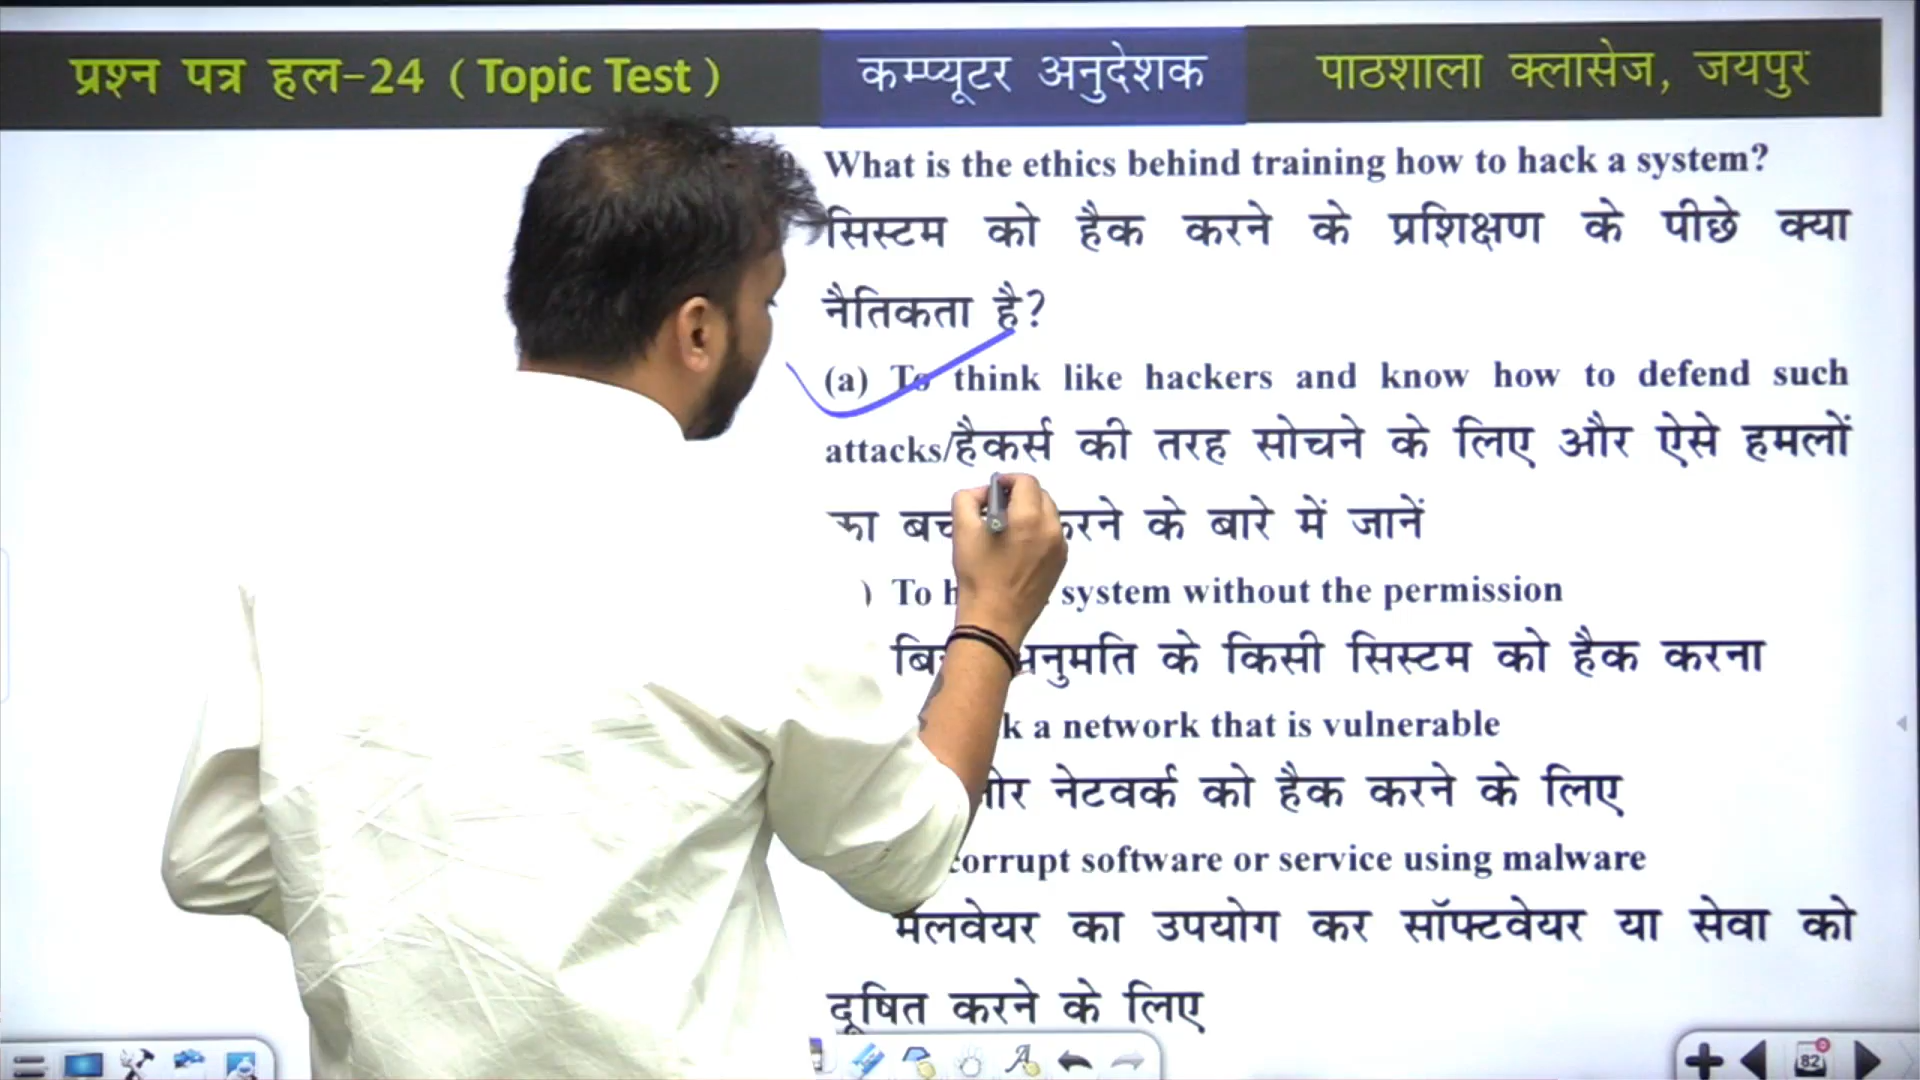 प्रश्न पत्र हल-24 ( Topic Test )
कम्प्यूटर अनुदेशक
पाठशाला क्लासेज, जयपुर
What is the ethics behind training how to hack a system?
सिस्टम को हैक करने के प्रशिक्षण के पीछे क्या
नैतिकता है?
(a) To think like hackers and know how to defend such
attacks/हैकर्स की तरह सोचने के लिए और ऐसे हमलों
करने के बारे में जानें
) To system without the permission
अनुमति के किसी सिस्टम को हैक करना
k a network that is vulnerable
नेटवर्क को हैक करने के लिए
corrupt software or service using malware
मैलवेयर का उपयोग कर सॉफ्टवेयर या सेवा को
दूषित करने के लिए
82